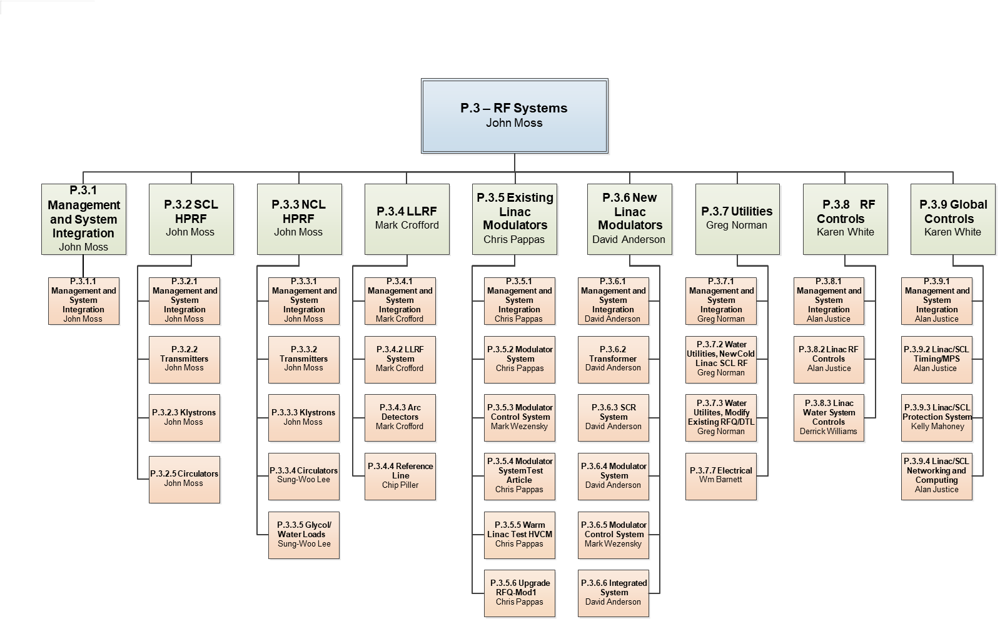 P.3 – RF Systems
John Moss
P.3.1
Management
and System
Integration
John Moss
P.3.2 SCL
HPRF
John Moss
P.3.3 NCL
HPRF
John Moss
P.3.4 LLRF
Mark Crofford
P.3.5 Existing
Linac
Modulators
Chris Pappas
P.3.6 New
Linac
Modulators
David Anderson
P.3.7 Utilities
Greg Norman
P.3.8 RF
Controls
Karen White
P.3.9 Global
Controls
Karen White
P.3.1.1
Management and
System
Integration
John Moss
P.3.2.1
Management and
System
Integration
John Moss
P.3.2.2
Transmitters
John Moss
P.3.2.3 Klystrons
John Moss
P.3.2.5 Circulators
John Moss
P.3.3.1
Management and
System
Integration
John Moss
P.3.3.2
Transmitters
John Moss
P.3.3.3 Klystrons
John Moss
P.3.3.4 Circulators
Sung-Woo Lee
P.3.3.5 Glycol/
Water Loads
Sung-Woo Lee
P.3.4.1
Management and
System
Integration
Mark Crofford
P.3.4.2 LLRF
System
Mark Crofford
P.3.4.3 Arc
Detectors
Mark Crofford
P.3.4.4 Reference
Line
Chip Piller
P.3.5.1
Management and
System
Integration
Chris Pappas
P.3.5.2 Modulator
System
Chris Pappas
P.3.5.3 Modulator
Control System
Mark Wezensky
P.3.5.4 Modulator
System Test
Article
Chris Pappas
P.3.5.5 Warm
Linac Test HVCM
Chris Pappas
P.3.5.6 Upgrade
RFQ-Mod1
Chris Pappas
P.3.6.1
Management and
System
Integration
David Anderson
P.3.6.2
Transformer
David Anderson
P.3.6.3 SCR
System
David Anderson
P.3.6.4 Modulator
System
David Anderson
P.3.6.5 Modulator
Control System
Mark Wezensky
P.3.6.6 Integrated
System
David Anderson
P.3.7.1
Management and
System
Integration
Greg Norman
P.3.7.2 Water
Utilities, New Cold
Linac SCL RF
Greg Norman
P.3.7.3 Water
Utilites, Modify
Existing RFQ/DTL
Greg Norman
P.3.7.7 Electrical
Wm Barnett
P.3.8.1
Management and
System
Integration
Alan Justice
P.3.8.2 Linac RF
Controls
Alan Justice
P.3.8.3 Linac
Water System
Controls
Derrick Williams
P.3.9.1
Management and
System
Integration
Alan Justice
P.3.9.2 Linac/SCL
Timing/MPS
Alan Justice
P.3.9.3 Linac/SCL
Protection System
Kelly Mahoney
P.3.9.4 Linac/SCL
Networking and
Computing
Alan Justice